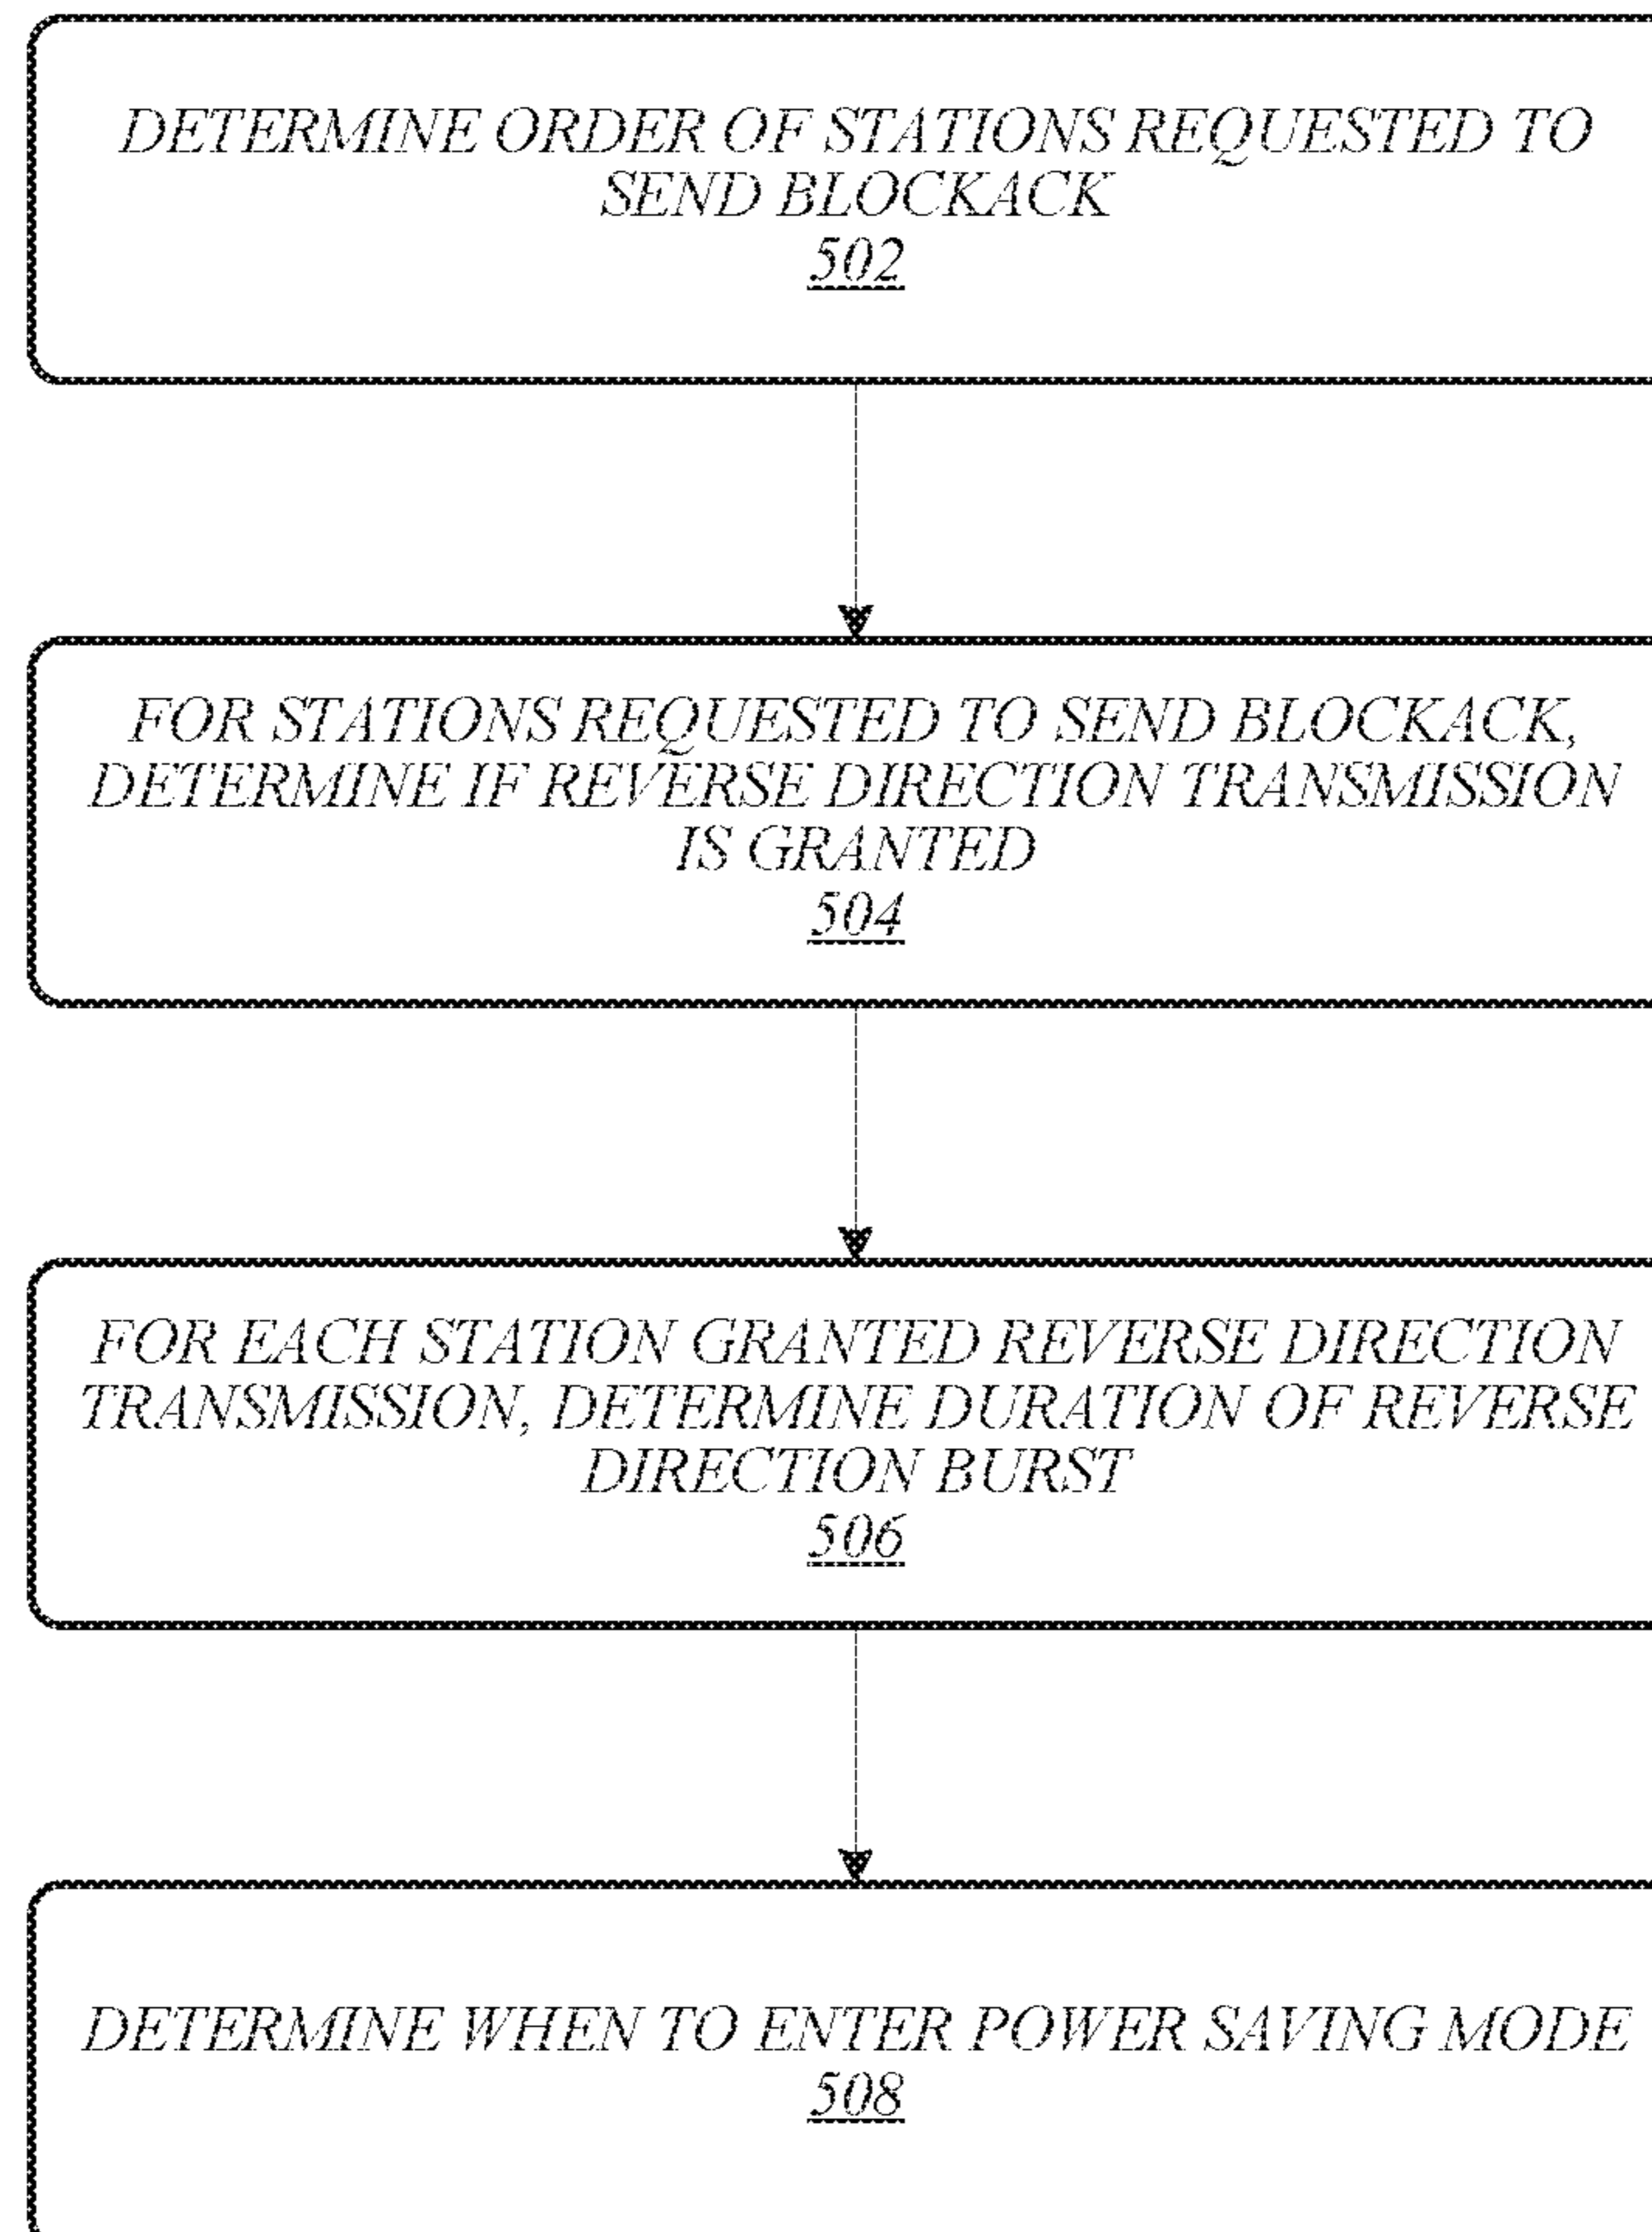 DETERMINE ORDER OF STATIONS REQUESTED TO
SEND BLOCKACK
502
FOR STATIONS REQUESTED TO SEND BLOCKACK,
DETERMINE IF REVERSE DIRECTION TRANSMISSION
IS GRANTED
504
FOR EACH STATION GRANTED REVERSE DIRECTION
TRANSMISSION, DETERMINE DURATION OF REVERSE
DIRECTION BURST
506
DETERMINE WHEN TO ENTER POWER SAVING MODE
508